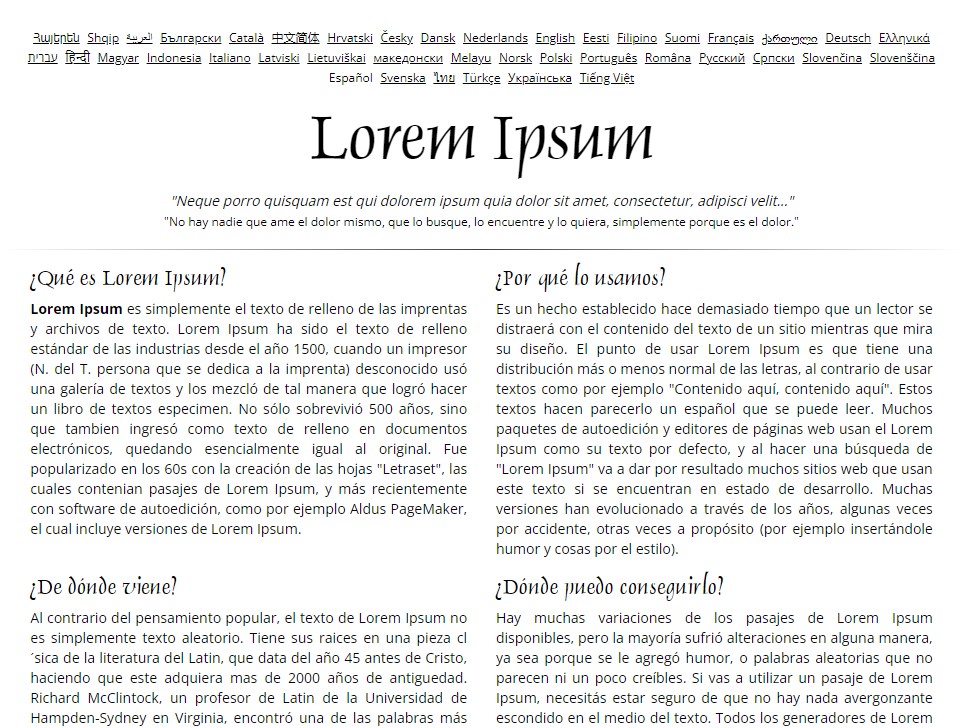 Հայերեն Shqip العربية Български Català 中文简体 Hrvatski Česky Dansk Nederlands English Eesti Filipino Suomi Français ქართული Deutsch Ελληνικά
עברית हिन्दी Magyar Indonesia Italiano Latviski Lietuviškai македонски Melayu Norsk Polski Português Româna Русский Српски Slovenčina Slovenščina
Español Svenska ไทย Türkçe Українська Tiếng Việt
Lorem Ipsum
"Neque porro quisquam est qui dolorem ipsum quia dolor sit amet, consectetur, adipisci velit..."
"No hay nadie que ame el dolor mismo, que lo busque, lo encuentre y lo quiera, simplemente porque es el dolor."
¿Qué es Lorem Ipsum?
Lorem Ipsum es simplemente el texto de relleno de las imprentas
y archivos de texto. Lorem Ipsum ha sido el texto de relleno
estándar de las industrias desde el año 1500, cuando un impresor
(N. del T. persona que se dedica a la imprenta) desconocido usó
una galería de textos y los mezcló de tal manera que logró hacer
un libro de textos especimen. No sólo sobrevivió 500 años, sino
que tambien ingresó como texto de relleno en documentos
electrónicos, quedando esencialmente igual al original. Fue
popularizado en los 60s con la creación de las hojas "Letraset", las
cuales contenian pasajes de Lorem Ipsum, y más recientemente
con software de autoedición, como por ejemplo Aldus PageMaker,
el cual incluye versiones de Lorem Ipsum.
¿Por qué lo usamos?
Es un hecho establecido hace demasiado tiempo que un lector se
distraerá con el contenido del texto de un sitio mientras que mira
su diseño. El punto de usar Lorem Ipsum es que tiene una
distribución más o menos normal de las letras, al contrario de usar
textos como por ejemplo "Contenido aquí, contenido aquí". Estos
textos hacen parecerlo un español que se puede leer. Muchos
paquetes de autoedición y editores de páginas web usan el Lorem
Ipsum como su texto por defecto, y al hacer una búsqueda de
"Lorem Ipsum" va a dar por resultado muchos sitios web que usan
este texto si se encuentran en estado de desarrollo. Muchas
versiones han evolucionado a través de los años, algunas veces
por accidente, otras veces a propósito (por ejemplo insertándole
humor y cosas por el estilo).
¿De dónde viene?
Al contrario del pensamiento popular, el texto de Lorem Ipsum no
es simplemente texto aleatorio. Tiene sus raices en una pieza cl
´sica de la literatura del Latin, que data del año 45 antes de Cristo,
haciendo que este adquiera mas de 2000 años de antiguedad.
Richard McClintock, un profesor de Latin de la Universidad de
Hampden-Sydney en Virginia, encontró una de las palabras más
¿Dónde puedo conseguirlo?
Hay muchas variaciones de los pasajes de Lorem Ipsum
disponibles, pero la mayoría sufrió alteraciones en alguna manera,
ya sea porque se le agregó humor, o palabras aleatorias que no
parecen ni un poco creíbles. Si vas a utilizar un pasaje de Lorem
Ipsum, necesitás estar seguro de que no hay nada avergonzante
escondido en el medio del texto. Todos los generadores de Lorem